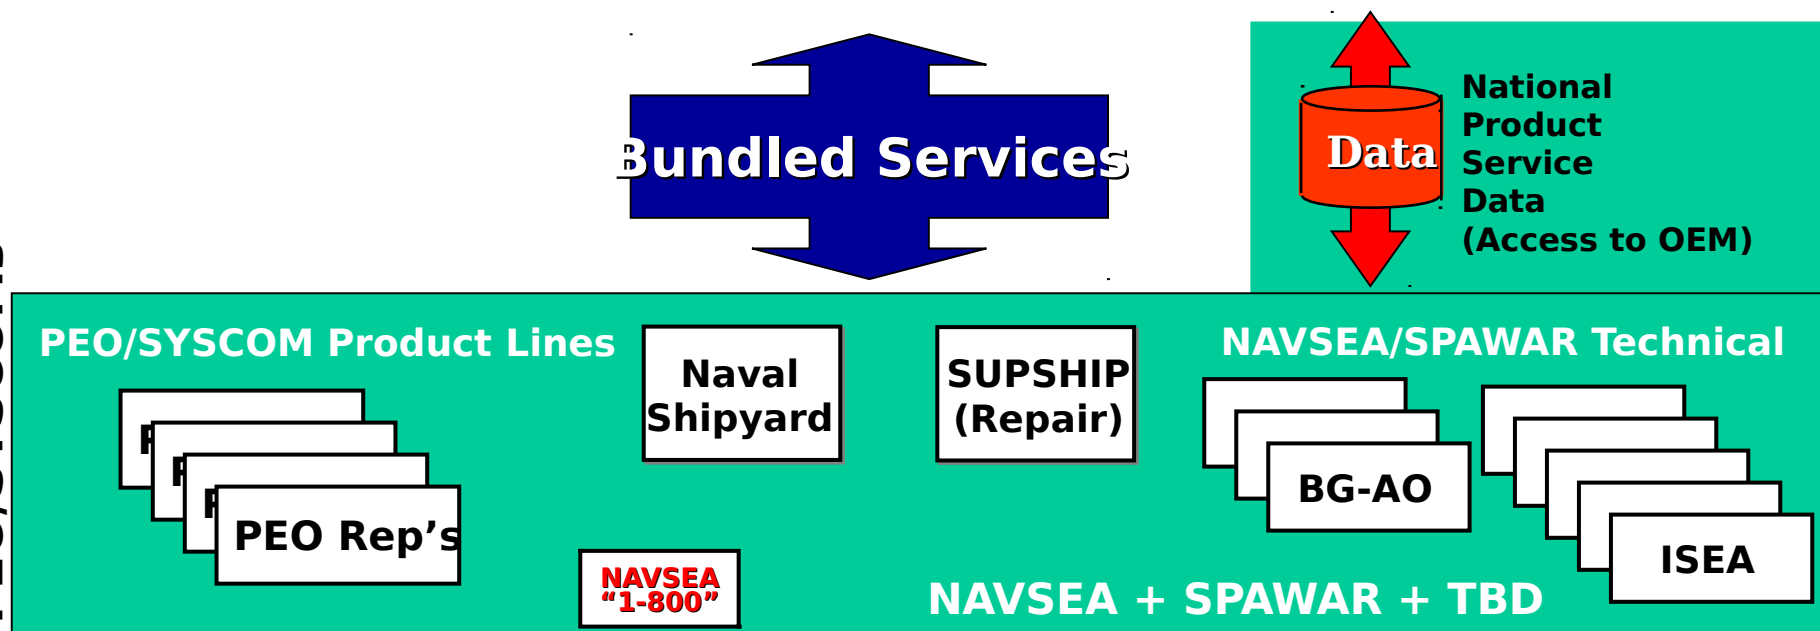 Bundled Services
Data
National
Product
Service
Data
(Access to OEM)
PEO/SYSCOM Product Lines
Naval
Shipyard
SUPSHIP
(Repair)
NAVSEA/SPAWAR Technical
PEO Rep’s
BG-AO
ISEA
NAVSEA
“1-800”
NAVSEA + SPAWAR + TBD